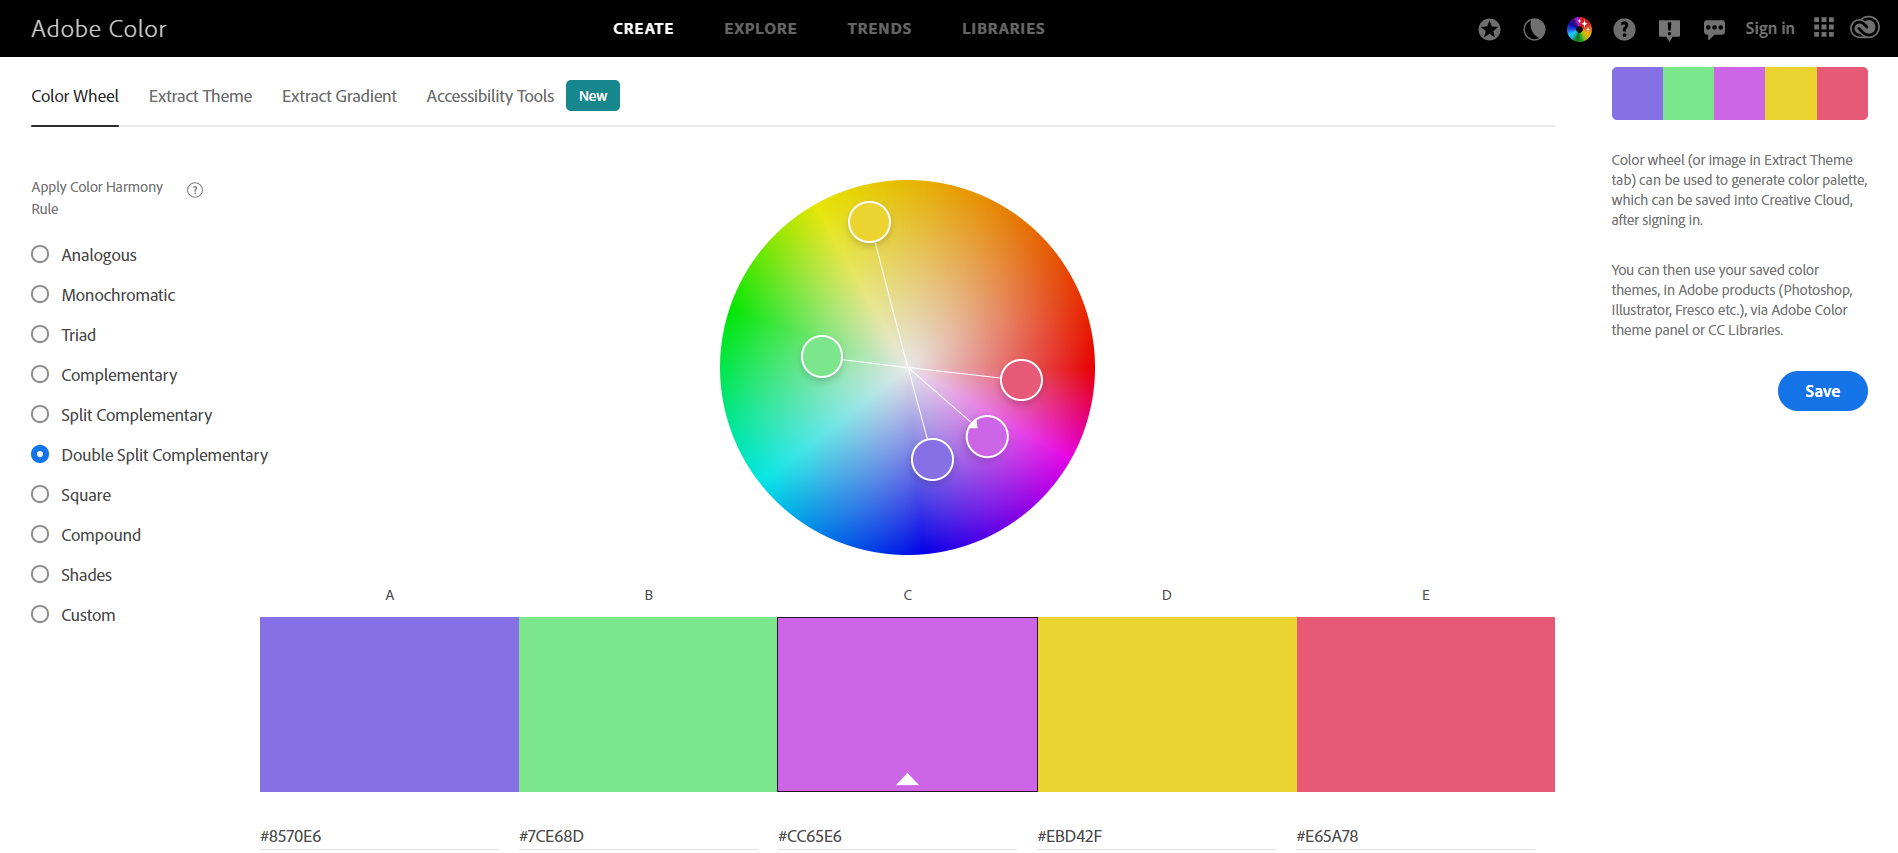 Adobe Color
CREATE
EXPLORE
TRENDS
LIBRARIES
Sign in
Color Wheel
Extract Theme
Extract Gradient
Accessibility Tools
New
Apply Color Harmony
Rule
?
Analogous
Monochromatic
Triad
Complementary
Split Complementary
Double Split Complementary
Square
Compound
Shades
Custom
Color wheel (or image in Extract Theme
tab) can be used to generate color palette,
which can be saved into Creative Cloud,
after signing in.
You can then use your saved color
themes, in Adobe products (Photoshop,
Illustrator, Fresco etc.), via Adobe Color
theme panel or CC Libraries.
Save
A
B
C
D
E
#8570E6
#7CE68D
#CC65E6
#EBD42F
#E65A78